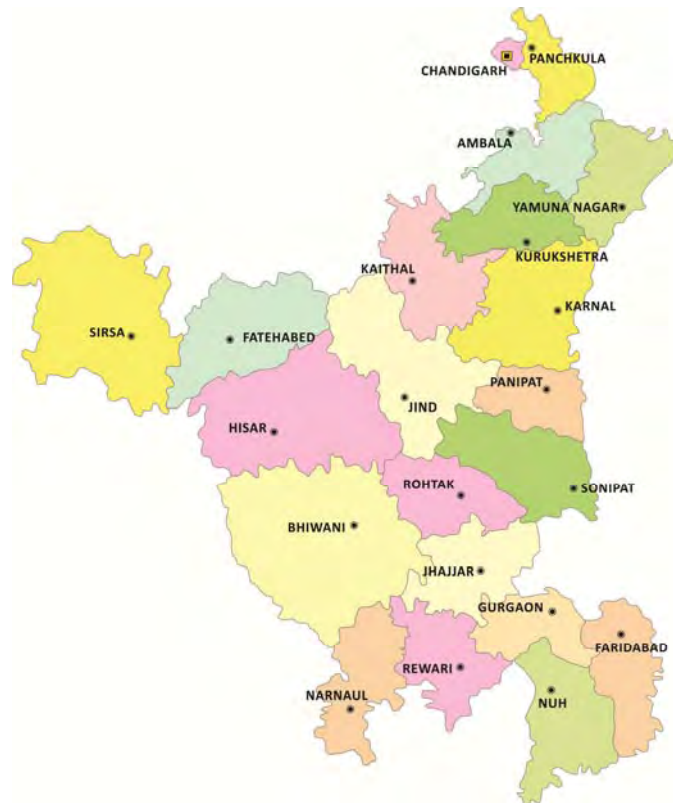 PANCHKULA
CHANDIGARH
AMBALA
YAMUNA NAGAR
KURUKSHETRA
KAITHAL
KARNAL
SIRSA
FATEHABED
PANIPAT
JIND
HISAR
ROHTAK
SONIPAT
BHIWANI
JHAJJAR
GURGAON
FARIDABAD
REWARI
NARNAUL
NUH